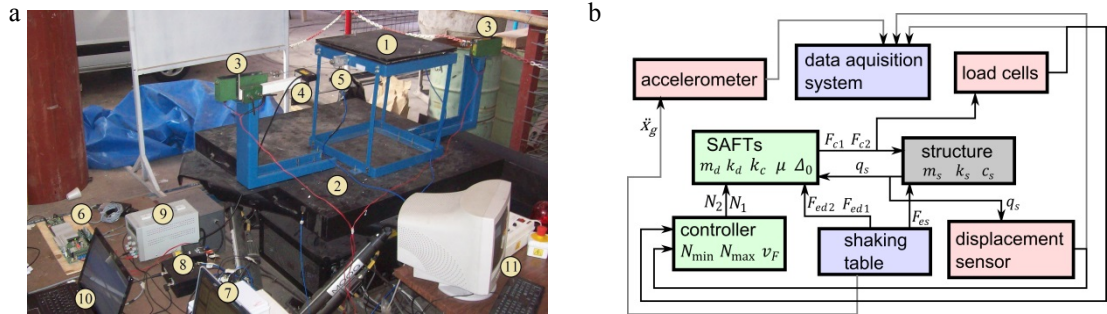 a
b
3
1
3
5
4
2
6
9
8
7
10
11
accelerometer
data aquisition
system
load cells
ẍ_g
SAFTs
m_d k_d k_c μ Δ_0
F_c1 F_c2
structure
m_s k_s c_s
q_s
N_2 N_1
F_ed2 F_ed1
F_es
q_s
controller
N_min N_max v_F
shaking
table
displacement
sensor